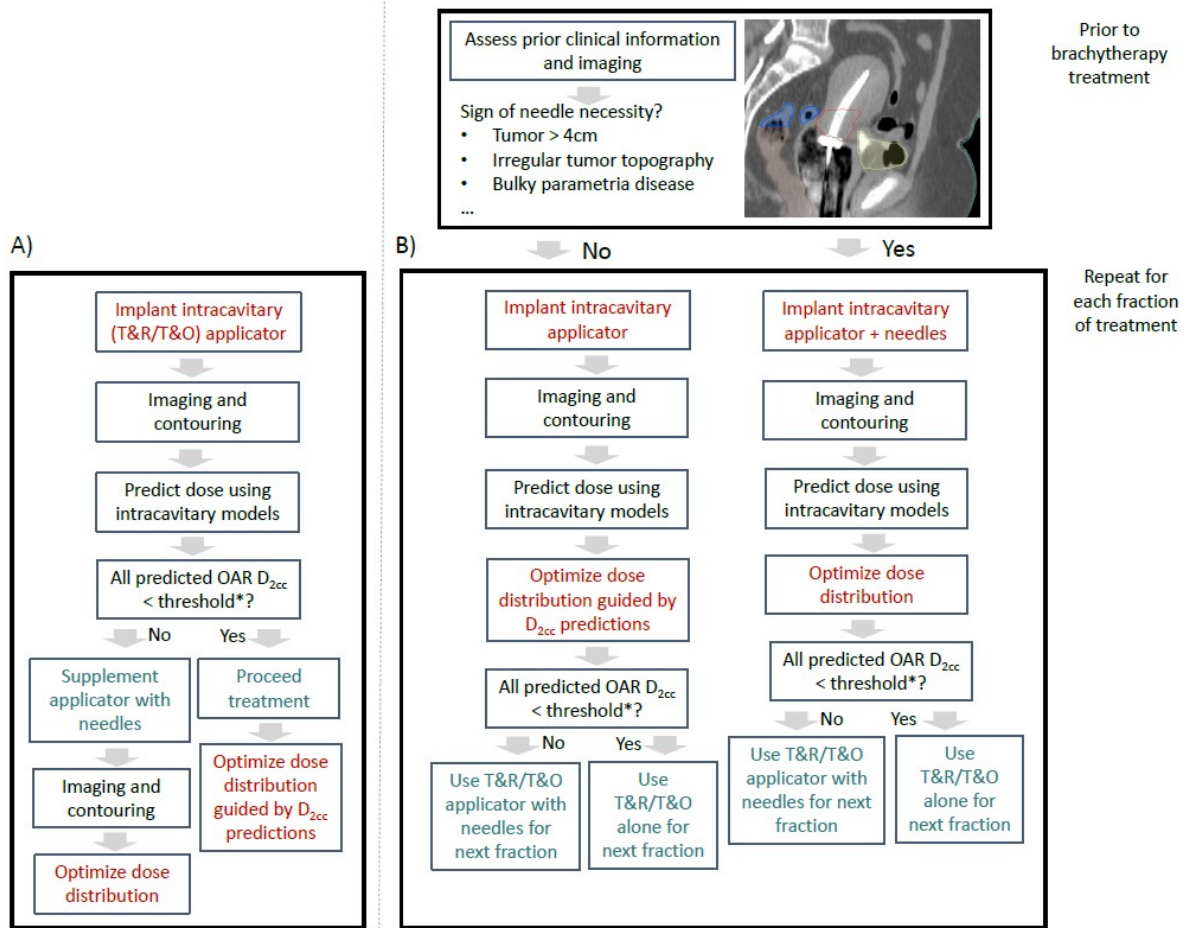 Assess prior clinical information
and imaging
Sign of needle necessity?
• Tumor > 4cm
• Irregular tumor topography
• Bulky parametria disease
...
Prior to
brachytherapy
treatment
A)
Implant intracavitary
(T&R/T&O) applicator
Imaging and
contouring
Predict dose using
intracavitary models
All predicted OAR D2cc
< threshold*?
No
Yes
Supplement
applicator with
needles
Imaging and
contouring
Optimize dose
distribution
Proceed
treatment
Optimize dose
distribution
guided by D2cc
predictions
B)
No
Yes
Repeat for
each fraction
of treatment
Implant intracavitary
applicator
Imaging and
contouring
Predict dose using
intracavitary models
Optimize dose
distribution guided by
D2cc predictions
All predicted OAR D2cc
< threshold*?
No
Yes
Use T&R/T&O
applicator with
needles for
next fraction
Use
T&R/T&O
alone for
next fraction
Implant intracavitary
applicator + needles
Imaging and
contouring
Predict dose using
intracavitary models
Optimize dose
distribution
All predicted OAR D2cc
< threshold*?
No
Yes
Use T&R/T&O
applicator with
needles for next
fraction
Use
T&R/T&O
alone for
next fraction